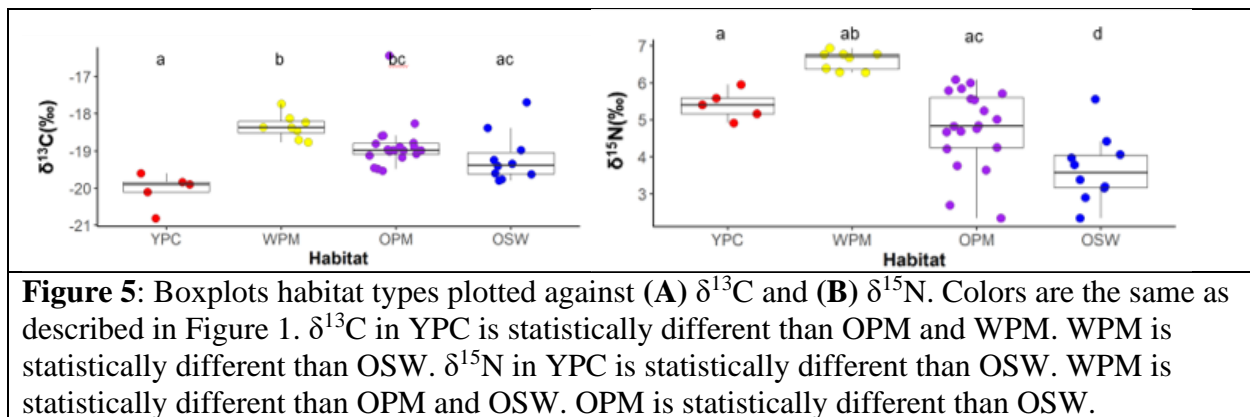 a b bc ac
-17
-18
-19
-20
-21
δ¹³C(‰)
YPC WPM OPM OSW
Habitat
a ab ac d
7
6
5
4
3
δ¹⁵N(‰)
YPC WPM OPM OSW
Habitat
Figure 5: Boxplots habitat types plotted against (A) δ¹³C and (B) δ¹⁵N. Colors are the same as
described in Figure 1. δ¹³C in YPC is statistically different than OPM and WPM. WPM is
statistically different than OSW. δ¹⁵N in YPC is statistically different than OSW. WPM is
statistically different than OPM and OSW. OPM is statistically different than OSW.